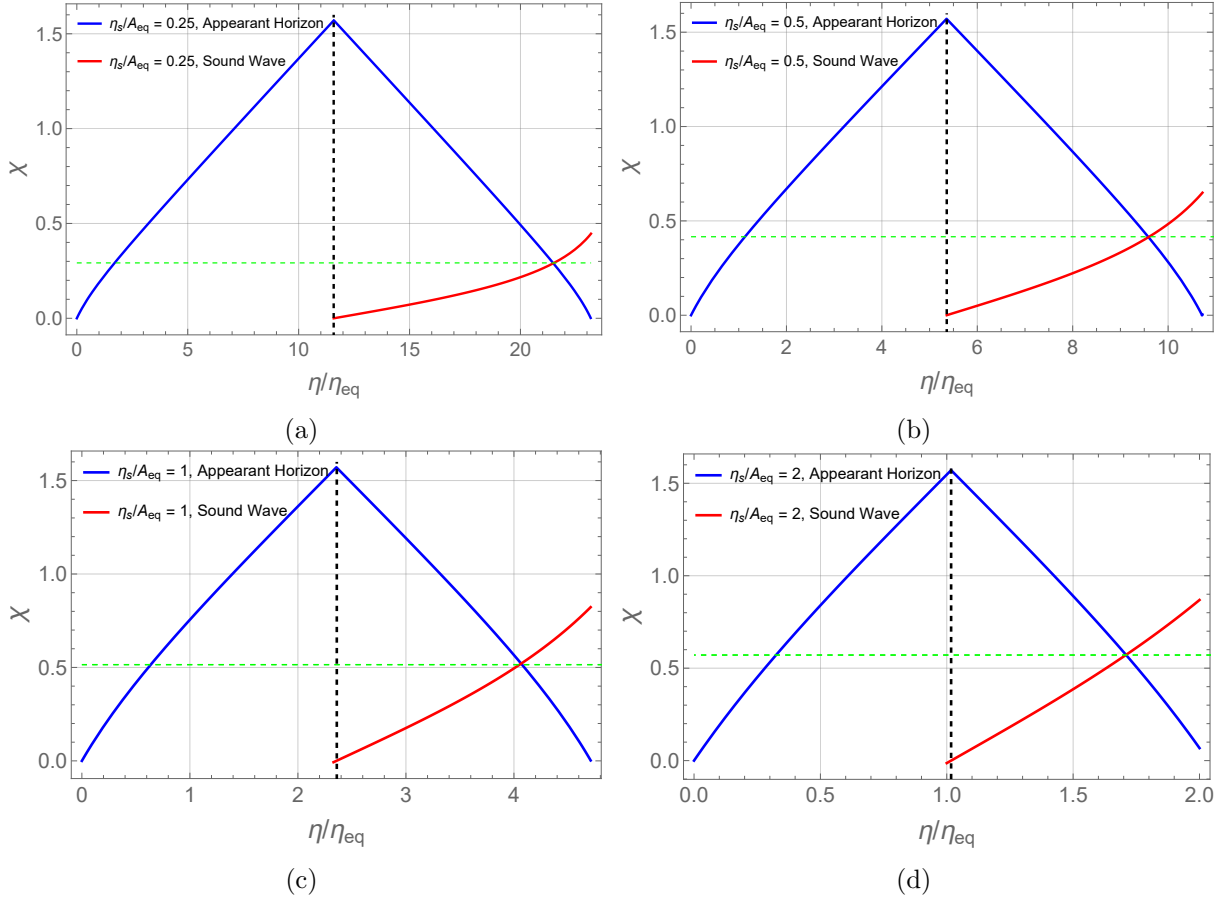 ηs/Aeq = 0.25, Appearant Horizon
ηs/Aeq = 0.25, Sound Wave
χ
1.5
1.0
0.5
0.0
0 5 10 15 20
η/ηeq
(a)
ηs/Aeq = 0.5, Appearant Horizon
ηs/Aeq = 0.5, Sound Wave
χ
1.5
1.0
0.5
0.0
0 2 4 6 8 10
η/ηeq
(b)
ηs/Aeq = 1, Appearant Horizon
ηs/Aeq = 1, Sound Wave
χ
1.5
1.0
0.5
0.0
0 1 2 3 4
η/ηeq
(c)
ηs/Aeq = 2, Appearant Horizon
ηs/Aeq = 2, Sound Wave
χ
1.5
1.0
0.5
0.0
0.0 0.5 1.0 1.5 2.0
η/ηeq
(d)